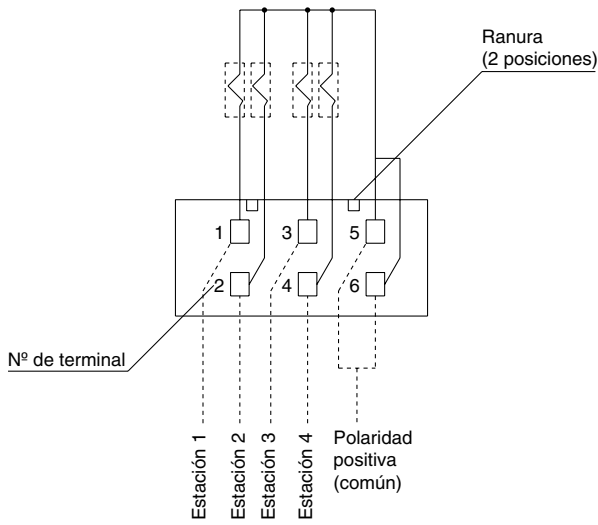 Ranura
(2 posiciones)
1
3
5
2
4
6
Nº de terminal
Estación 1
Estación 2
Estación 3
Estación 4
Polaridad
positiva
(común)